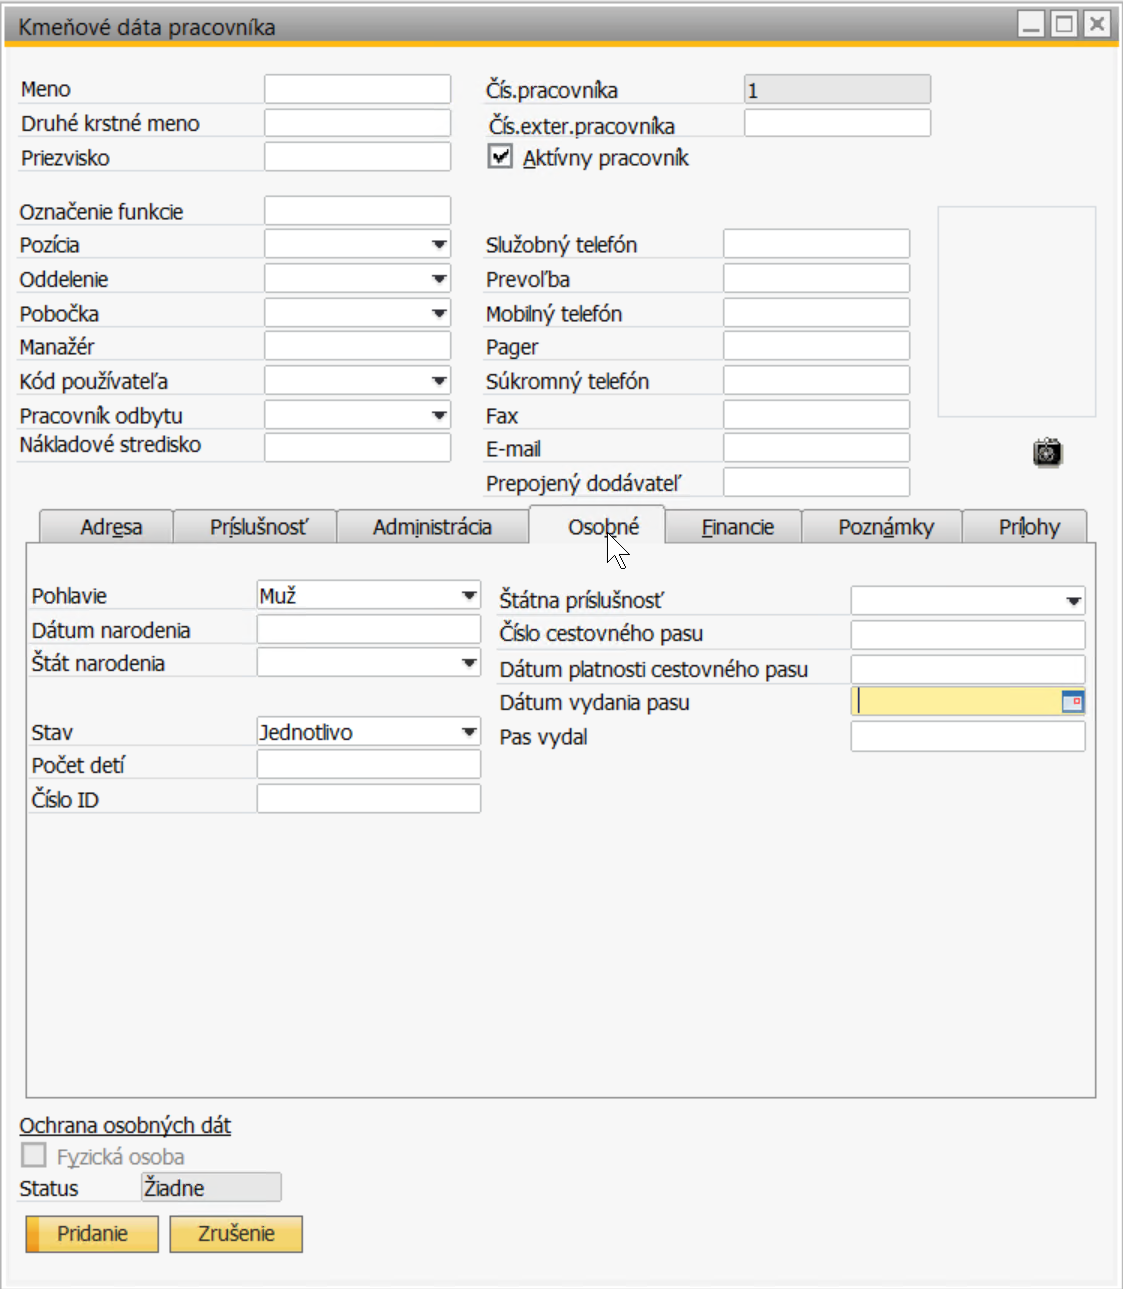 Kmeňové dáta pracovníka
Meno
Druhé krstné meno
Priezvisko
Čís.pracovníka 1
Čís.exter.pracovníka
Aktívny pracovník
Označenie funkcie
Pozícia
Oddelenie
Pobočka
Manažér
Kód používateľa
Pracovník odbytu
Nákladové stredisko
Služobný telefón
Prevoľba
Mobilný telefón
Pager
Súkromný telefón
Fax
E-mail
Prepojený dodávateľ
Adresa Príslušnosť Administrácia Osobné Financie Poznámky Prílohy
Pohlavie Muž
Dátum narodenia
Štát narodenia
Stav Jednotlivo
Počet detí
Číslo ID
Štátna príslušnosť
Číslo cestovného pasu
Dátum platnosti cestovného pasu
Dátum vydania pasu
Pas vydal
Ochrana osobných dát
Fyzická osoba
Status Žiadne
Pridanie Zrušenie